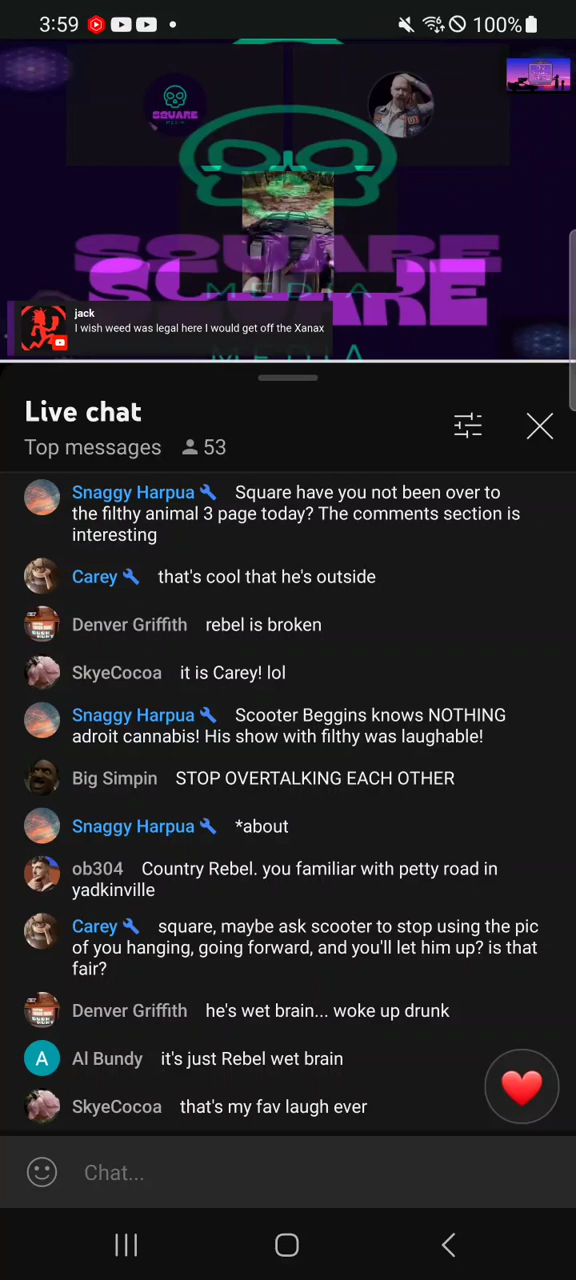 3:59
100%
SQUARE
MEDIA
SQUARE
SQUARE
MEDIA
MEDIA
jack
I wish weed was legal here I would get off the Xanax
Live chat
Top messages 53
Snaggy Harpua Square have you not been over to
the filthy animal 3 page today? The comments section is
interesting
Carey that's cool that he's outside
Denver Griffith rebel is broken
SkyeCocoa it is Carey! lol
Snaggy Harpua Scooter Beggins knows NOTHING
adroit cannabis! His show with filthy was laughable!
Big Simpin STOP OVERTALKING EACH OTHER
Snaggy Harpua *about
ob304 Country Rebel. you familiar with petty road in
yadkinville
Carey square, maybe ask scooter to stop using the pic
of you hanging, going forward, and you'll let him up? is that
fair?
Denver Griffith he's wet brain... woke up drunk
A Al Bundy it's just Rebel wet brain
SkyeCocoa that's my fav laugh ever
Chat...